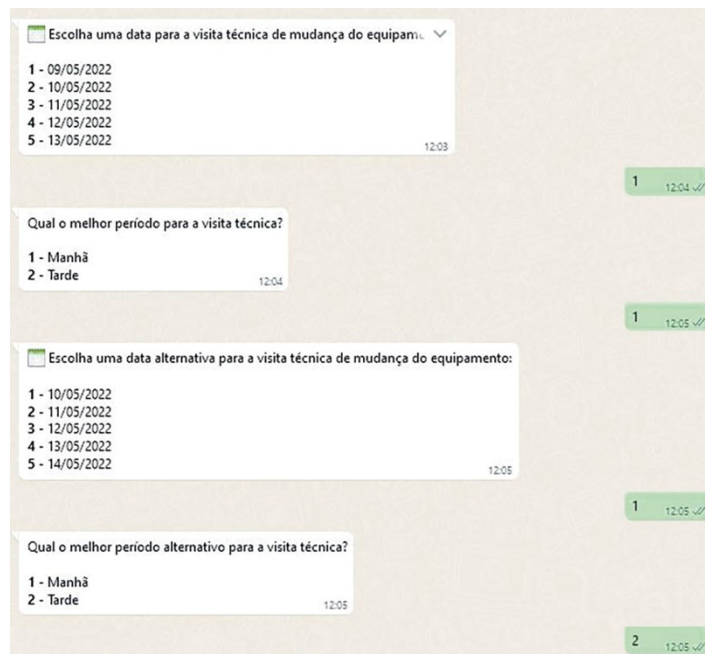 Escolha uma data para a visita técnica de mudança do equipam
1 - 09/05/2022
2 - 10/05/2022
3 - 11/05/2022
4 - 12/05/2022
5 - 13/05/2022
12:03
1 12:04
Qual o melhor período para a visita técnica?
1 - Manhã
2 - Tarde
12:04
1 12:05
Escolha uma data alternativa para a visita técnica de mudança do equipamento:
1 - 10/05/2022
2 - 11/05/2022
3 - 12/05/2022
4 - 13/05/2022
5 - 14/05/2022
12:05
1 12:05
Qual o melhor período alternativo para a visita técnica?
1 - Manhã
2 - Tarde
12:05
2 12:05